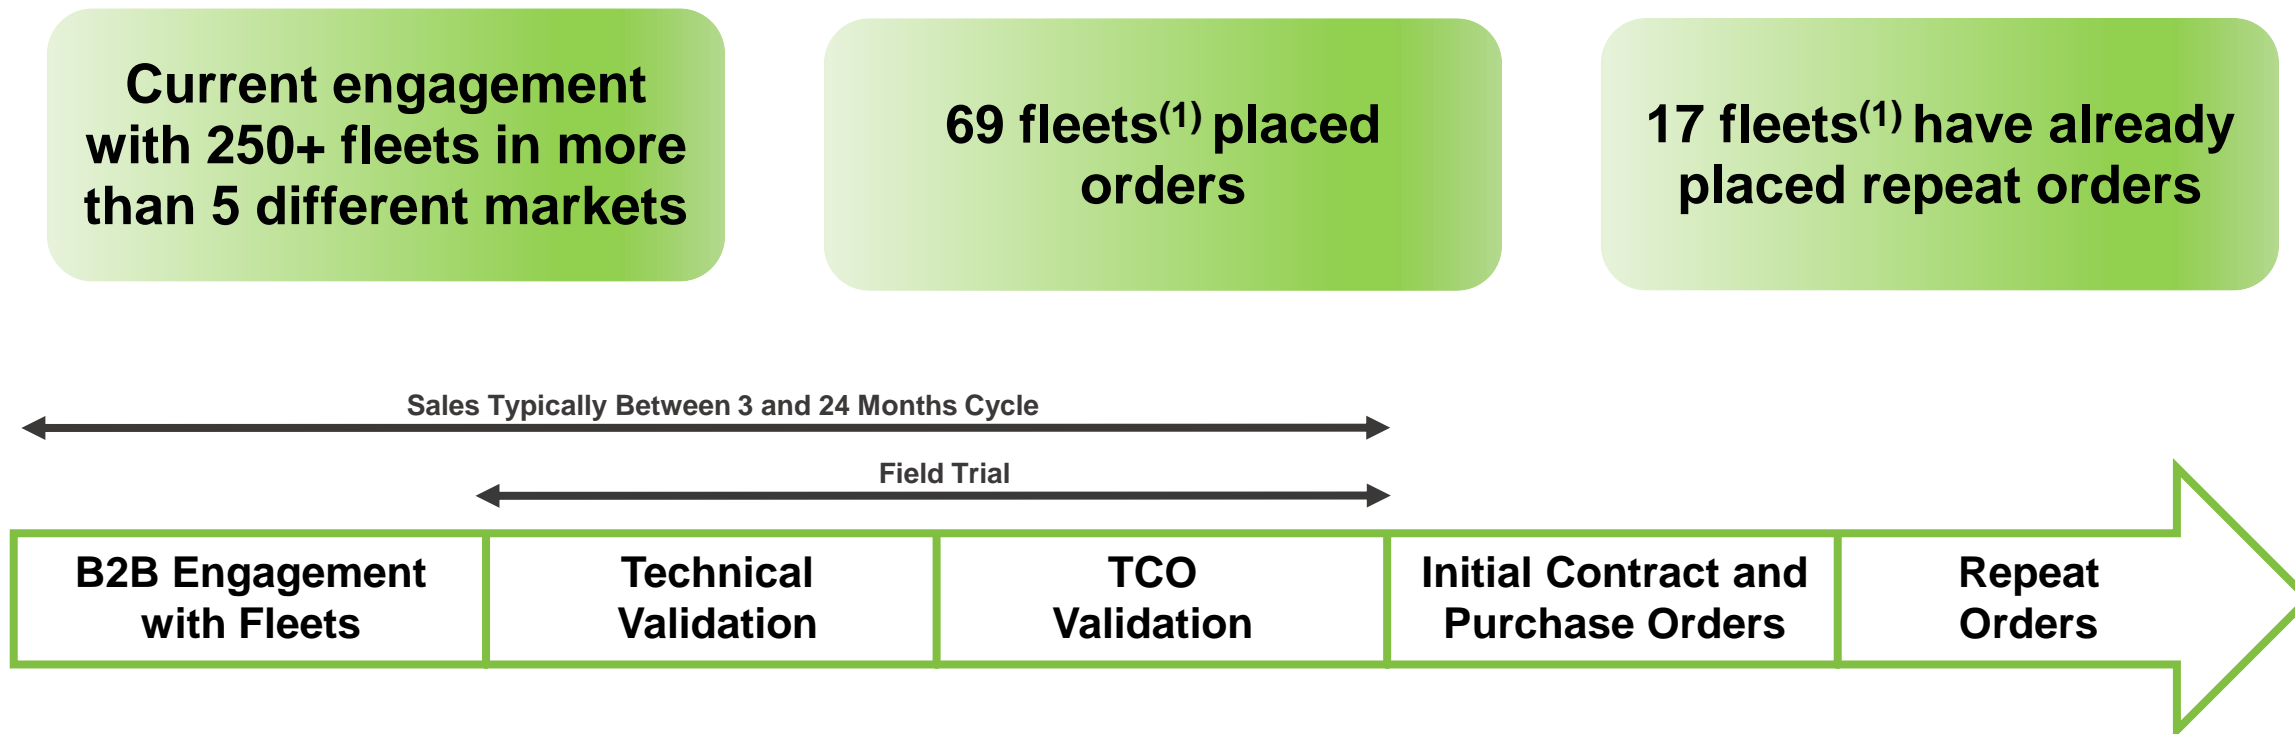 Current engagement
with 250+ fleets in more
than 5 different markets
69 fleets(1) placed
orders
17 fleets(1) have already
placed repeat orders
Sales Typically Between 3 and 24 Months Cycle
Field Trial
B2B Engagement
with Fleets
Technical
Validation
TCO
Validation
Initial Contract and
Purchase Orders
Repeat
Orders